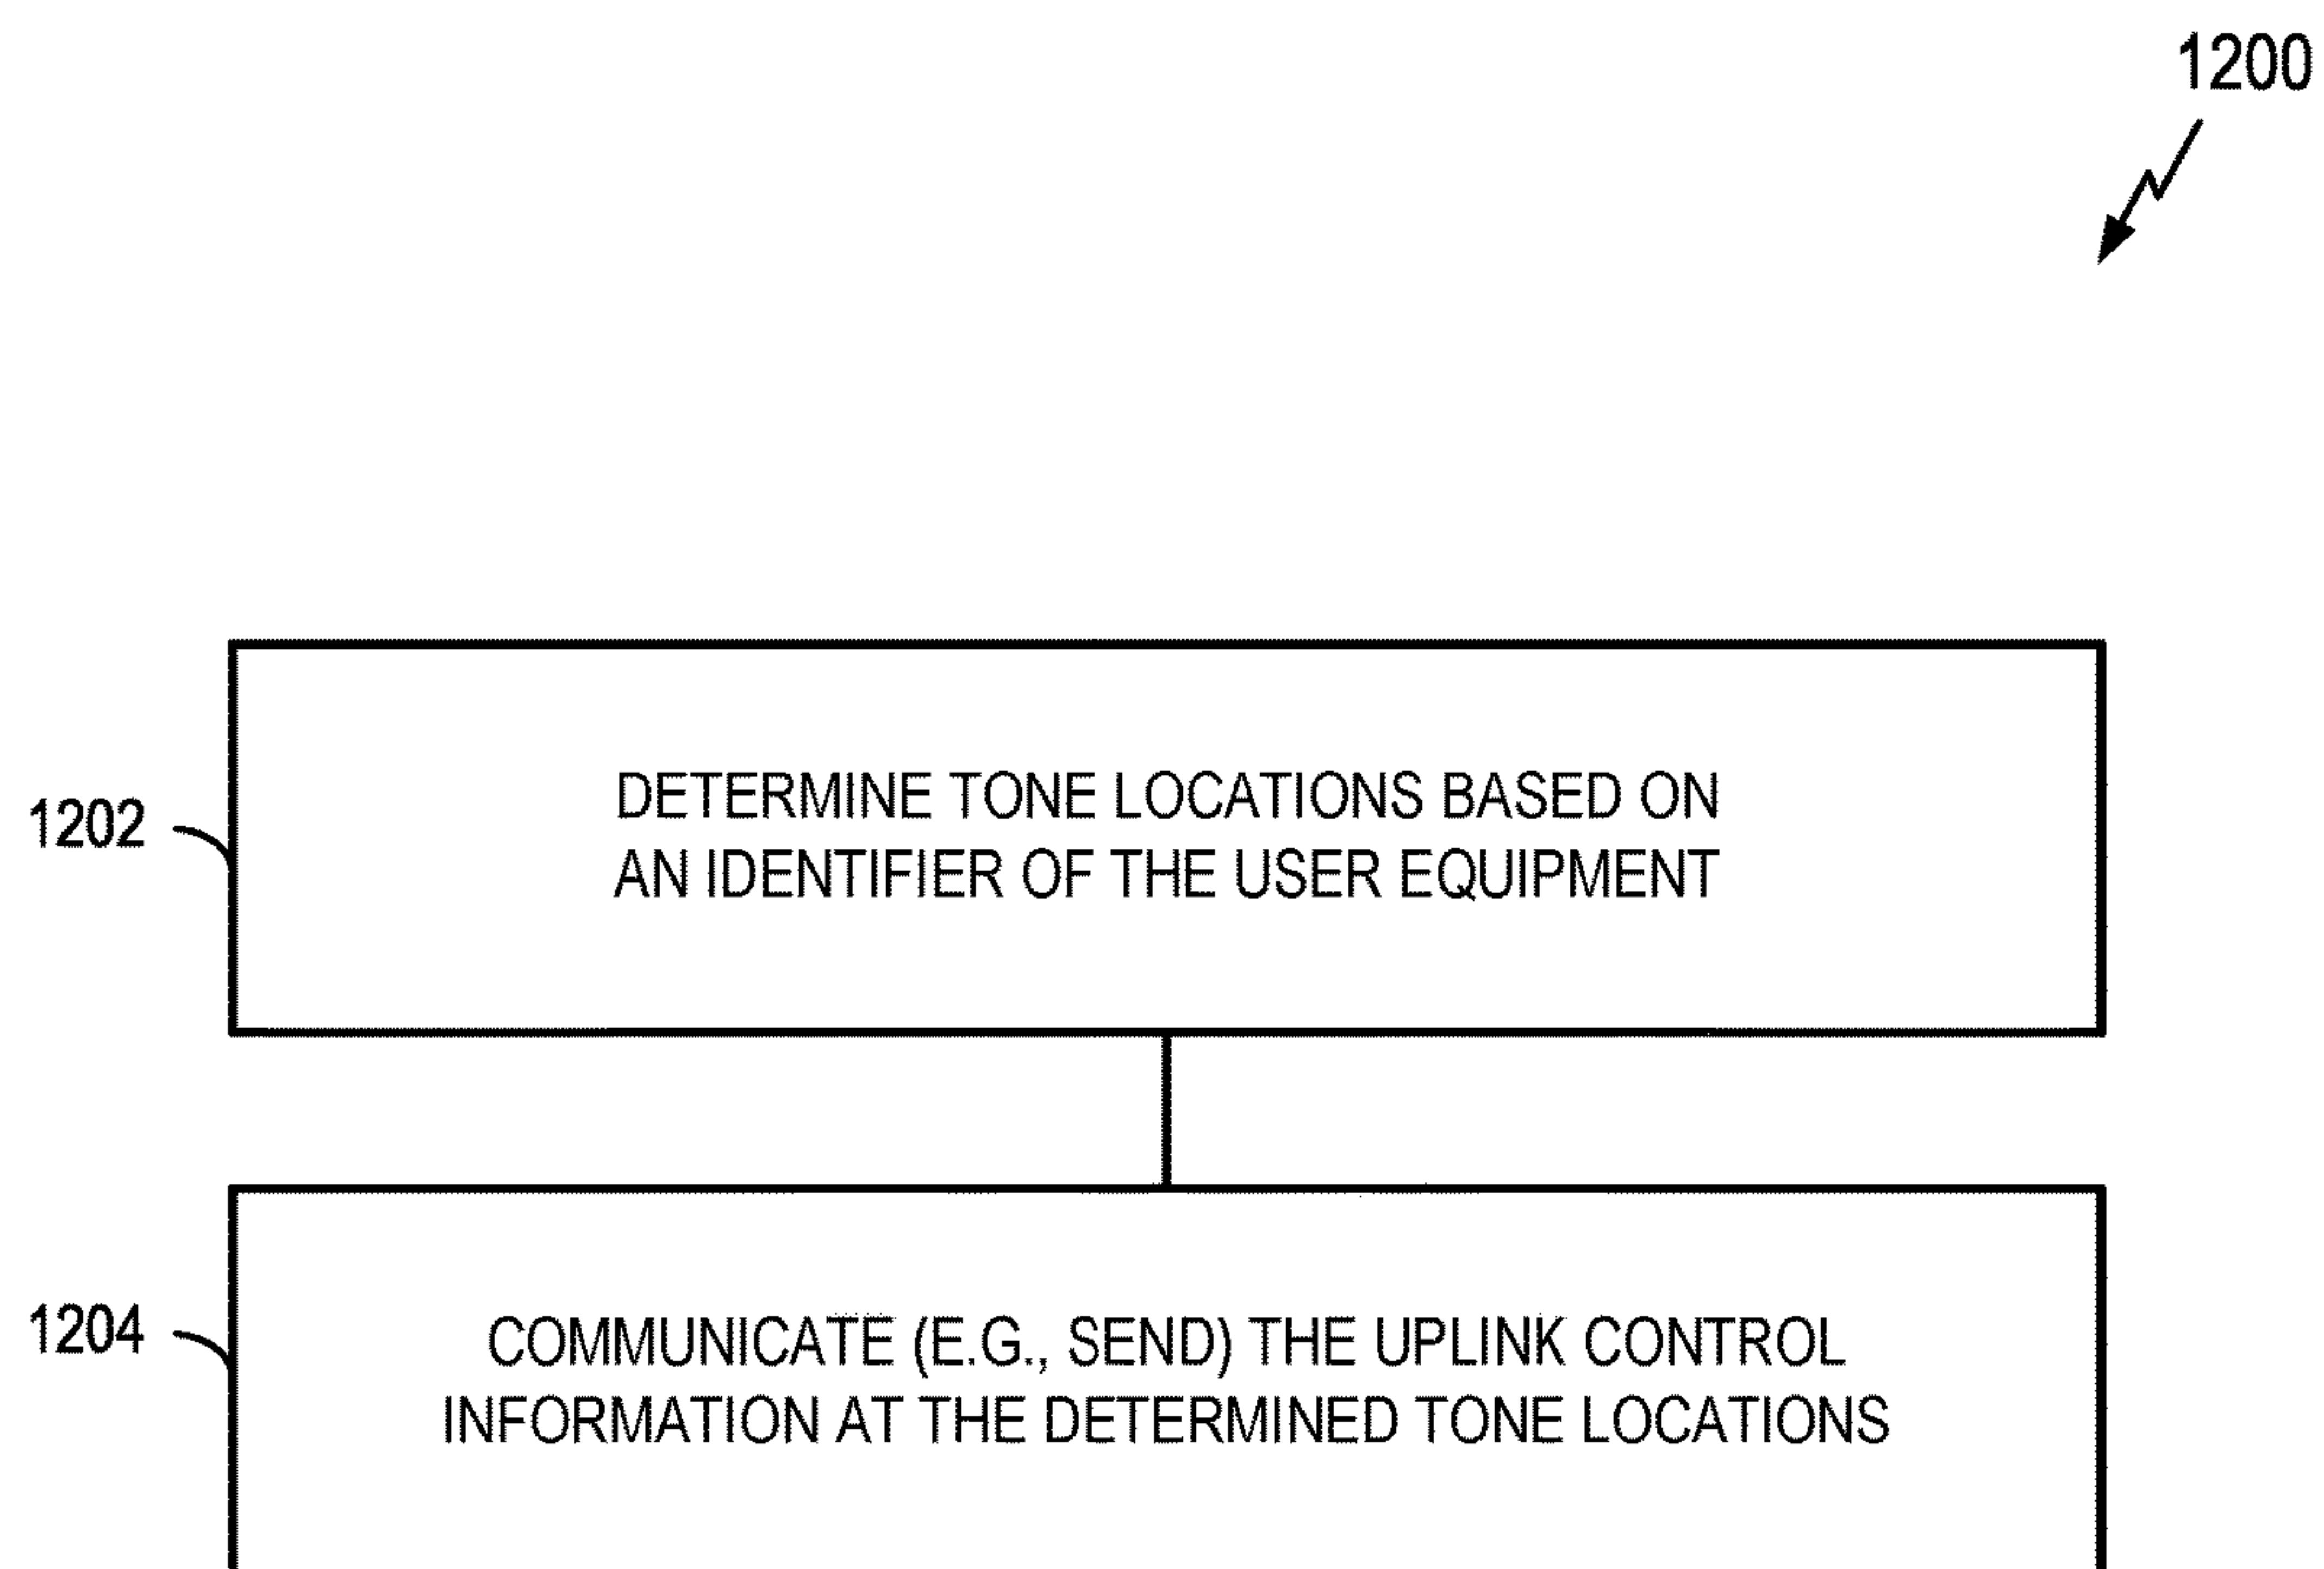 1200
1202
DETERMINE TONE LOCATIONS BASED ON
AN IDENTIFIER OF THE USER EQUIPMENT
1204
COMMUNICATE (E.G., SEND) THE UPLINK CONTROL
INFORMATION AT THE DETERMINED TONE LOCATIONS